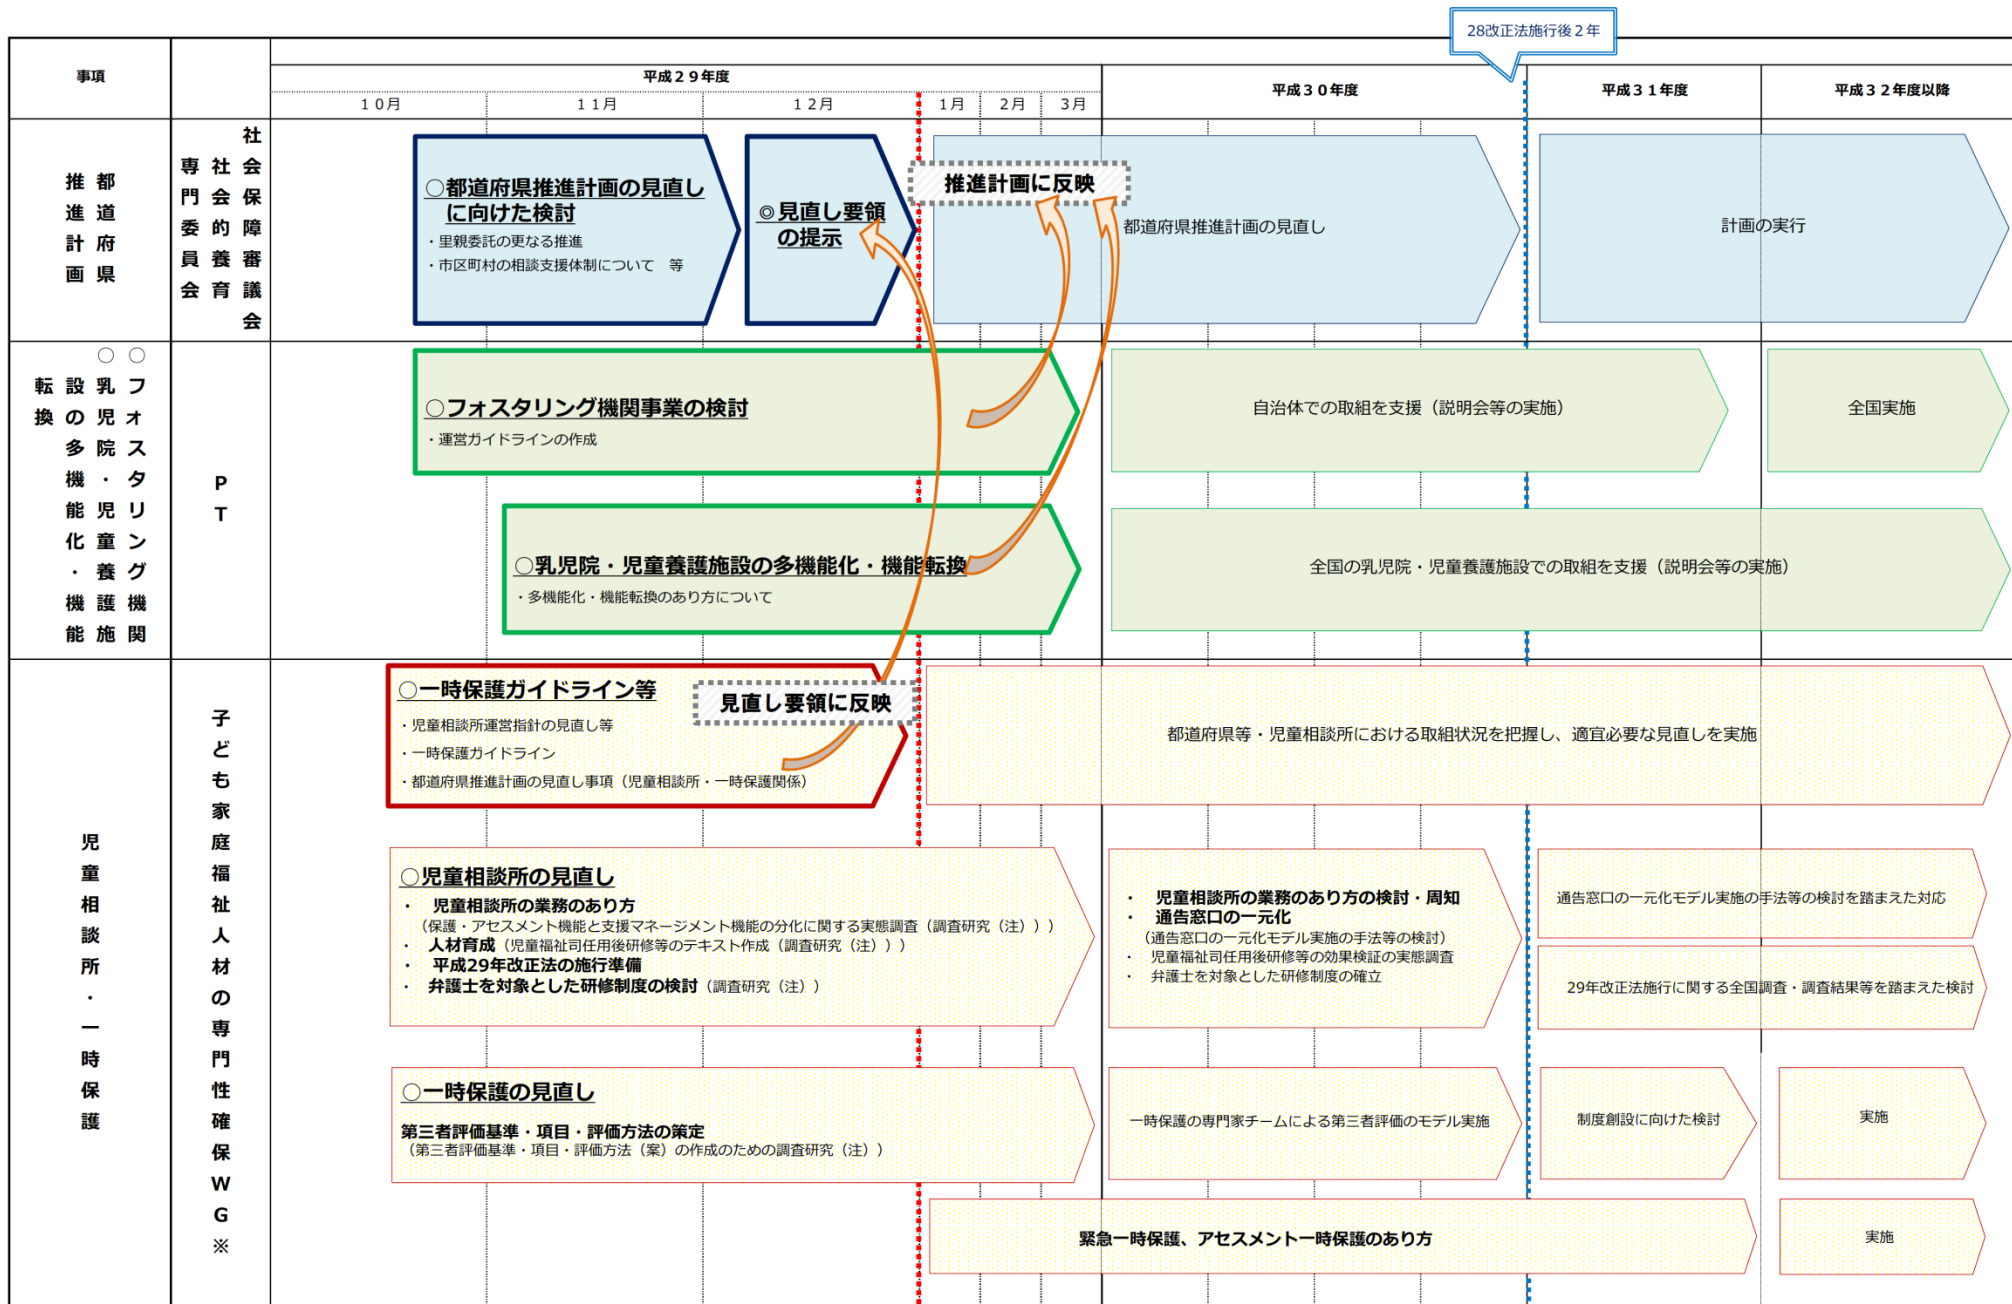 28改正法施行後2年
事項
平成29年度
平成30年度
平成31年度
平成32年度以降
10月
11月
12月
1月
2月
3月
都道府県
推進計画
社会保障審議会
社会的養育
専門委員会
○都道府県推進計画の見直し
に向けた検討
・里親委託の更なる推進
・市区町村の相談支援体制について　等
◎見直し要領
の提示
推進計画に反映
都道府県推進計画の見直し
計画の実行
○フォスタリング機関
○乳児院・児童養護施
設の多機能化・機能
転換
PT
○フォスタリング機関事業の検討
・運営ガイドラインの作成
自治体での取組を支援（説明会等の実施）
全国実施
○乳児院・児童養護施設の多機能化・機能転換
・多機能化・機能転換のあり方について
全国の乳児院・児童養護施設での取組を支援（説明会等の実施）
児童相談所・一時保護
子ども家庭福祉人材の専門性確保WG※
○一時保護ガイドライン等
・児童相談所運営指針の見直し等
・一時保護ガイドライン
・都道府県推進計画の見直し事項（児童相談所・一時保護関係）
見直し要領に反映
都道府県等・児童相談所における取組状況を把握し、適宜必要な見直しを実施
○児童相談所の見直し
・　児童相談所の業務のあり方
（保護・アセスメント機能と支援マネージメント機能の分化に関する実態調査（調査研究（注）））
・　人材育成（児童福祉司任用後研修等のテキスト作成（調査研究（注）））
・　平成29年改正法の施行準備
・　弁護士を対象とした研修制度の検討（調査研究（注））
・　児童相談所の業務のあり方の検討・周知
・　通告窓口の一元化
（通告窓口の一元化モデル実施の手法等の検討）
・　児童福祉司任用後研修等の効果検証の実態調査
・　弁護士を対象とした研修制度の確立
通告窓口の一元化モデル実施の手法等の検討を踏まえた対応
29年改正法施行に関する全国調査・調査結果等を踏まえた検討
○一時保護の見直し
第三者評価基準・項目・評価方法の策定
（第三者評価基準・項目・評価方法（案）の作成のための調査研究（注））
一時保護の専門家チームによる第三者評価のモデル実施
制度創設に向けた検討
実施
緊急一時保護、アセスメント一時保護のあり方
実施